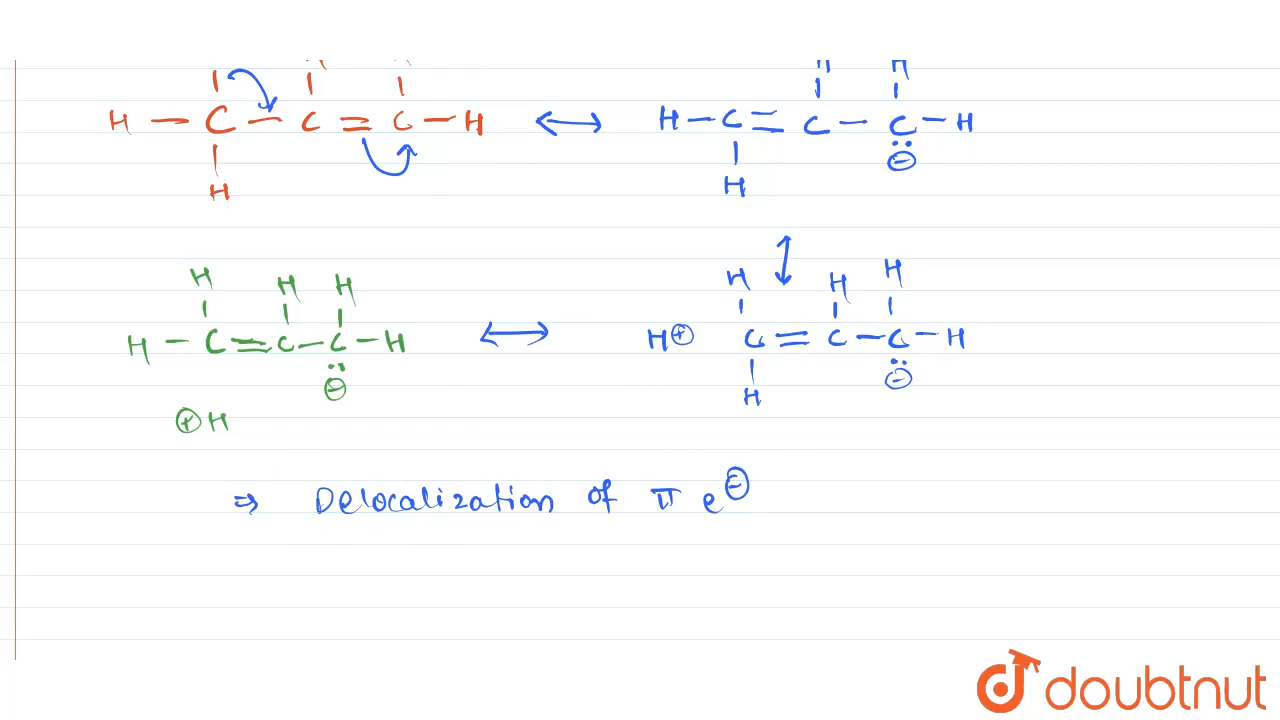 H H
H — C — C = C — H ↔ H — C = C — C — H
⊖
H H
H H H H H H
H — C = C — C — H ↔ H⊕ C = C — C — H
⊖ ⊖
⊕ H H
⇒ Delocalization of π e⊖
doubtnut